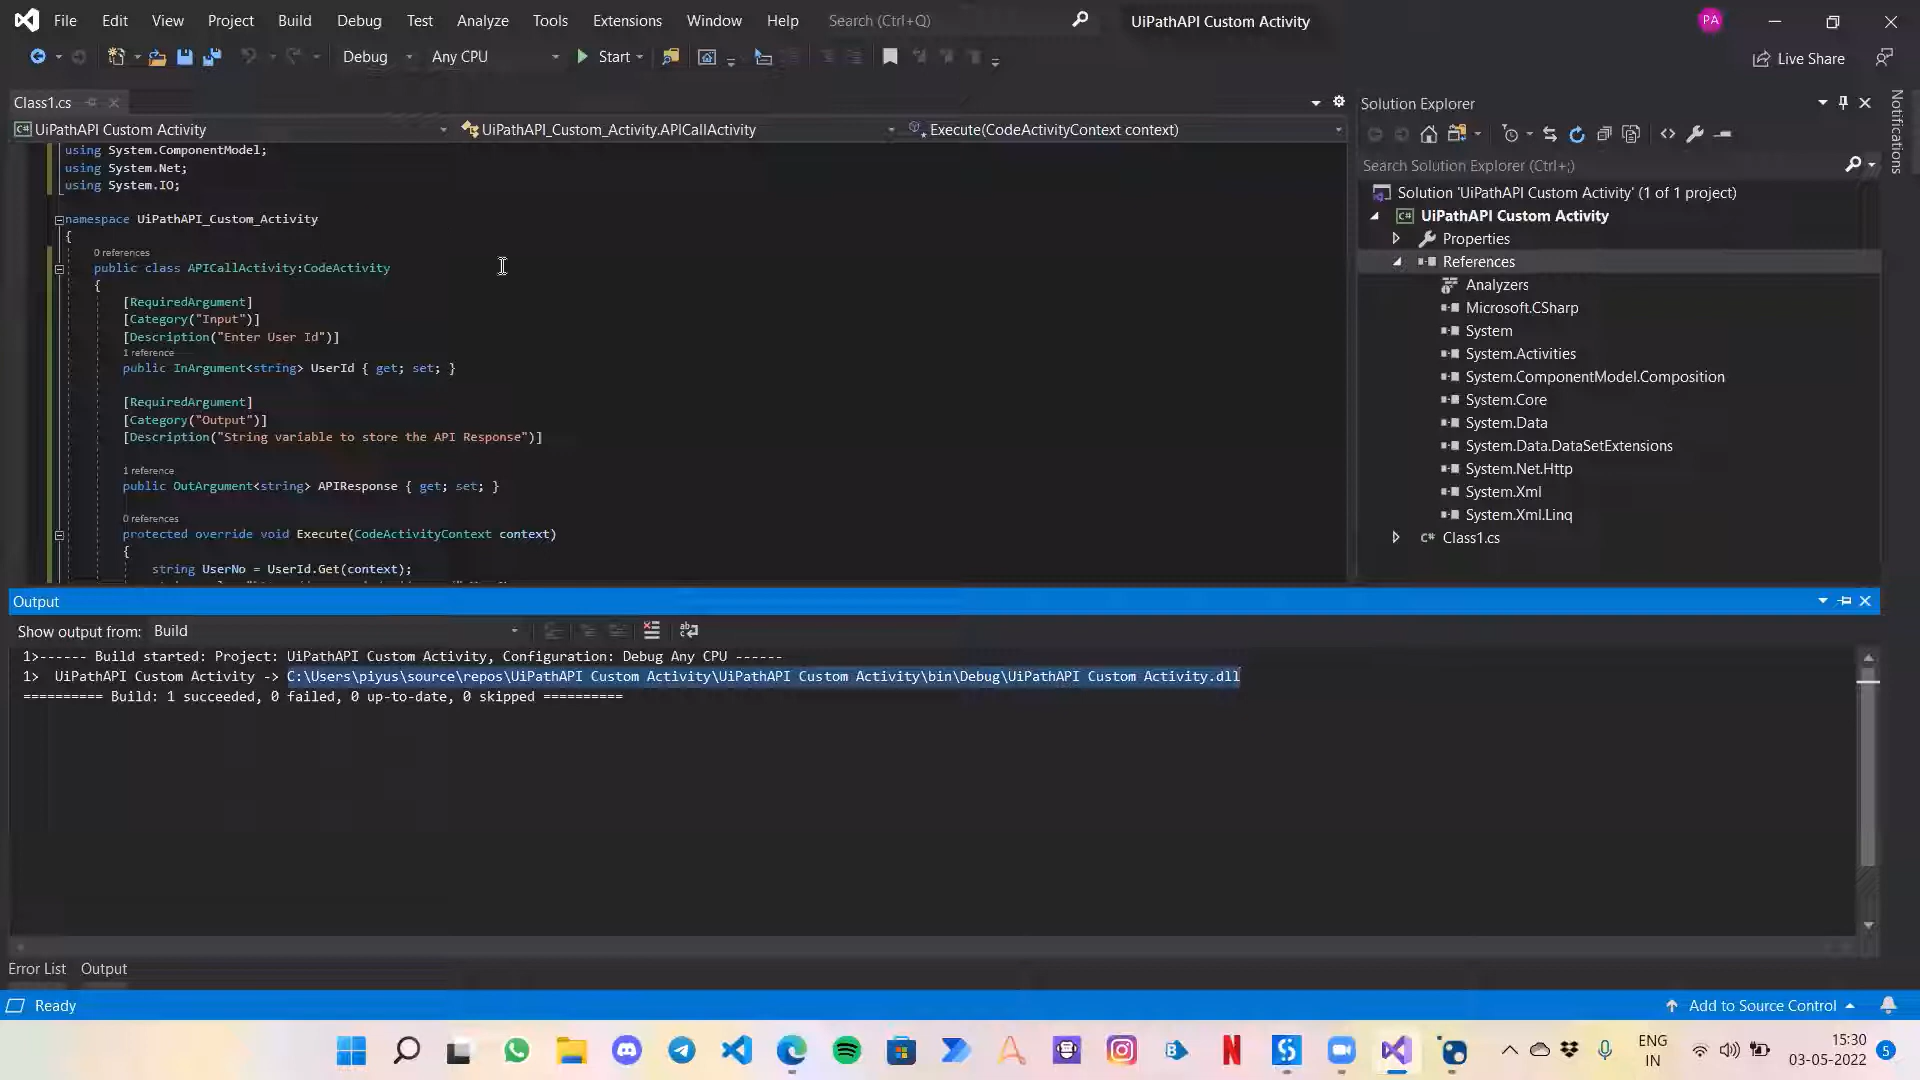 File Edit View Project Build Debug Test Analyze Tools Extensions Window Help Search (Ctrl+Q) UiPathAPI Custom Activity PA
Debug Any CPU Start Live Share
Class1.cs
UiPathAPI Custom Activity UiPathAPI_Custom_Activity.APICallActivity Execute(CodeActivityContext context)
using System.ComponentModel;
using System.Net;
using System.IO;
namespace UiPathAPI_Custom_Activity
{
0 references
public class APICallActivity:CodeActivity
{
[RequiredArgument]
[Category("Input")]
[Description("Enter User Id")]
1 reference
public InArgument<string> UserId { get; set; }
[RequiredArgument]
[Category("Output")]
[Description("String variable to store the API Response")]
1 reference
public OutArgument<string> APIResponse { get; set; }
0 references
protected override void Execute(CodeActivityContext context)
{
string UserNo = UserId.Get(context);
Solution Explorer
Search Solution Explorer (Ctrl+;)
Solution 'UiPathAPI Custom Activity' (1 of 1 project)
UiPathAPI Custom Activity
Properties
References
Analyzers
Microsoft.CSharp
System
System.Activities
System.ComponentModel.Composition
System.Core
System.Data
System.Data.DataSetExtensions
System.Net.Http
System.Xml
System.Xml.Linq
C# Class1.cs
Notifications
Output
Show output from: Build
1>------ Build started: Project: UiPathAPI Custom Activity, Configuration: Debug Any CPU ------
1>  UiPathAPI Custom Activity -> C:\Users\piyus\source\repos\UiPathAPI Custom Activity\UiPathAPI Custom Activity\bin\Debug\UiPathAPI Custom Activity.dll
========== Build: 1 succeeded, 0 failed, 0 up-to-date, 0 skipped ==========
Error List Output
Ready Add to Source Control
ENG
IN
15:30
03-05-2022
5